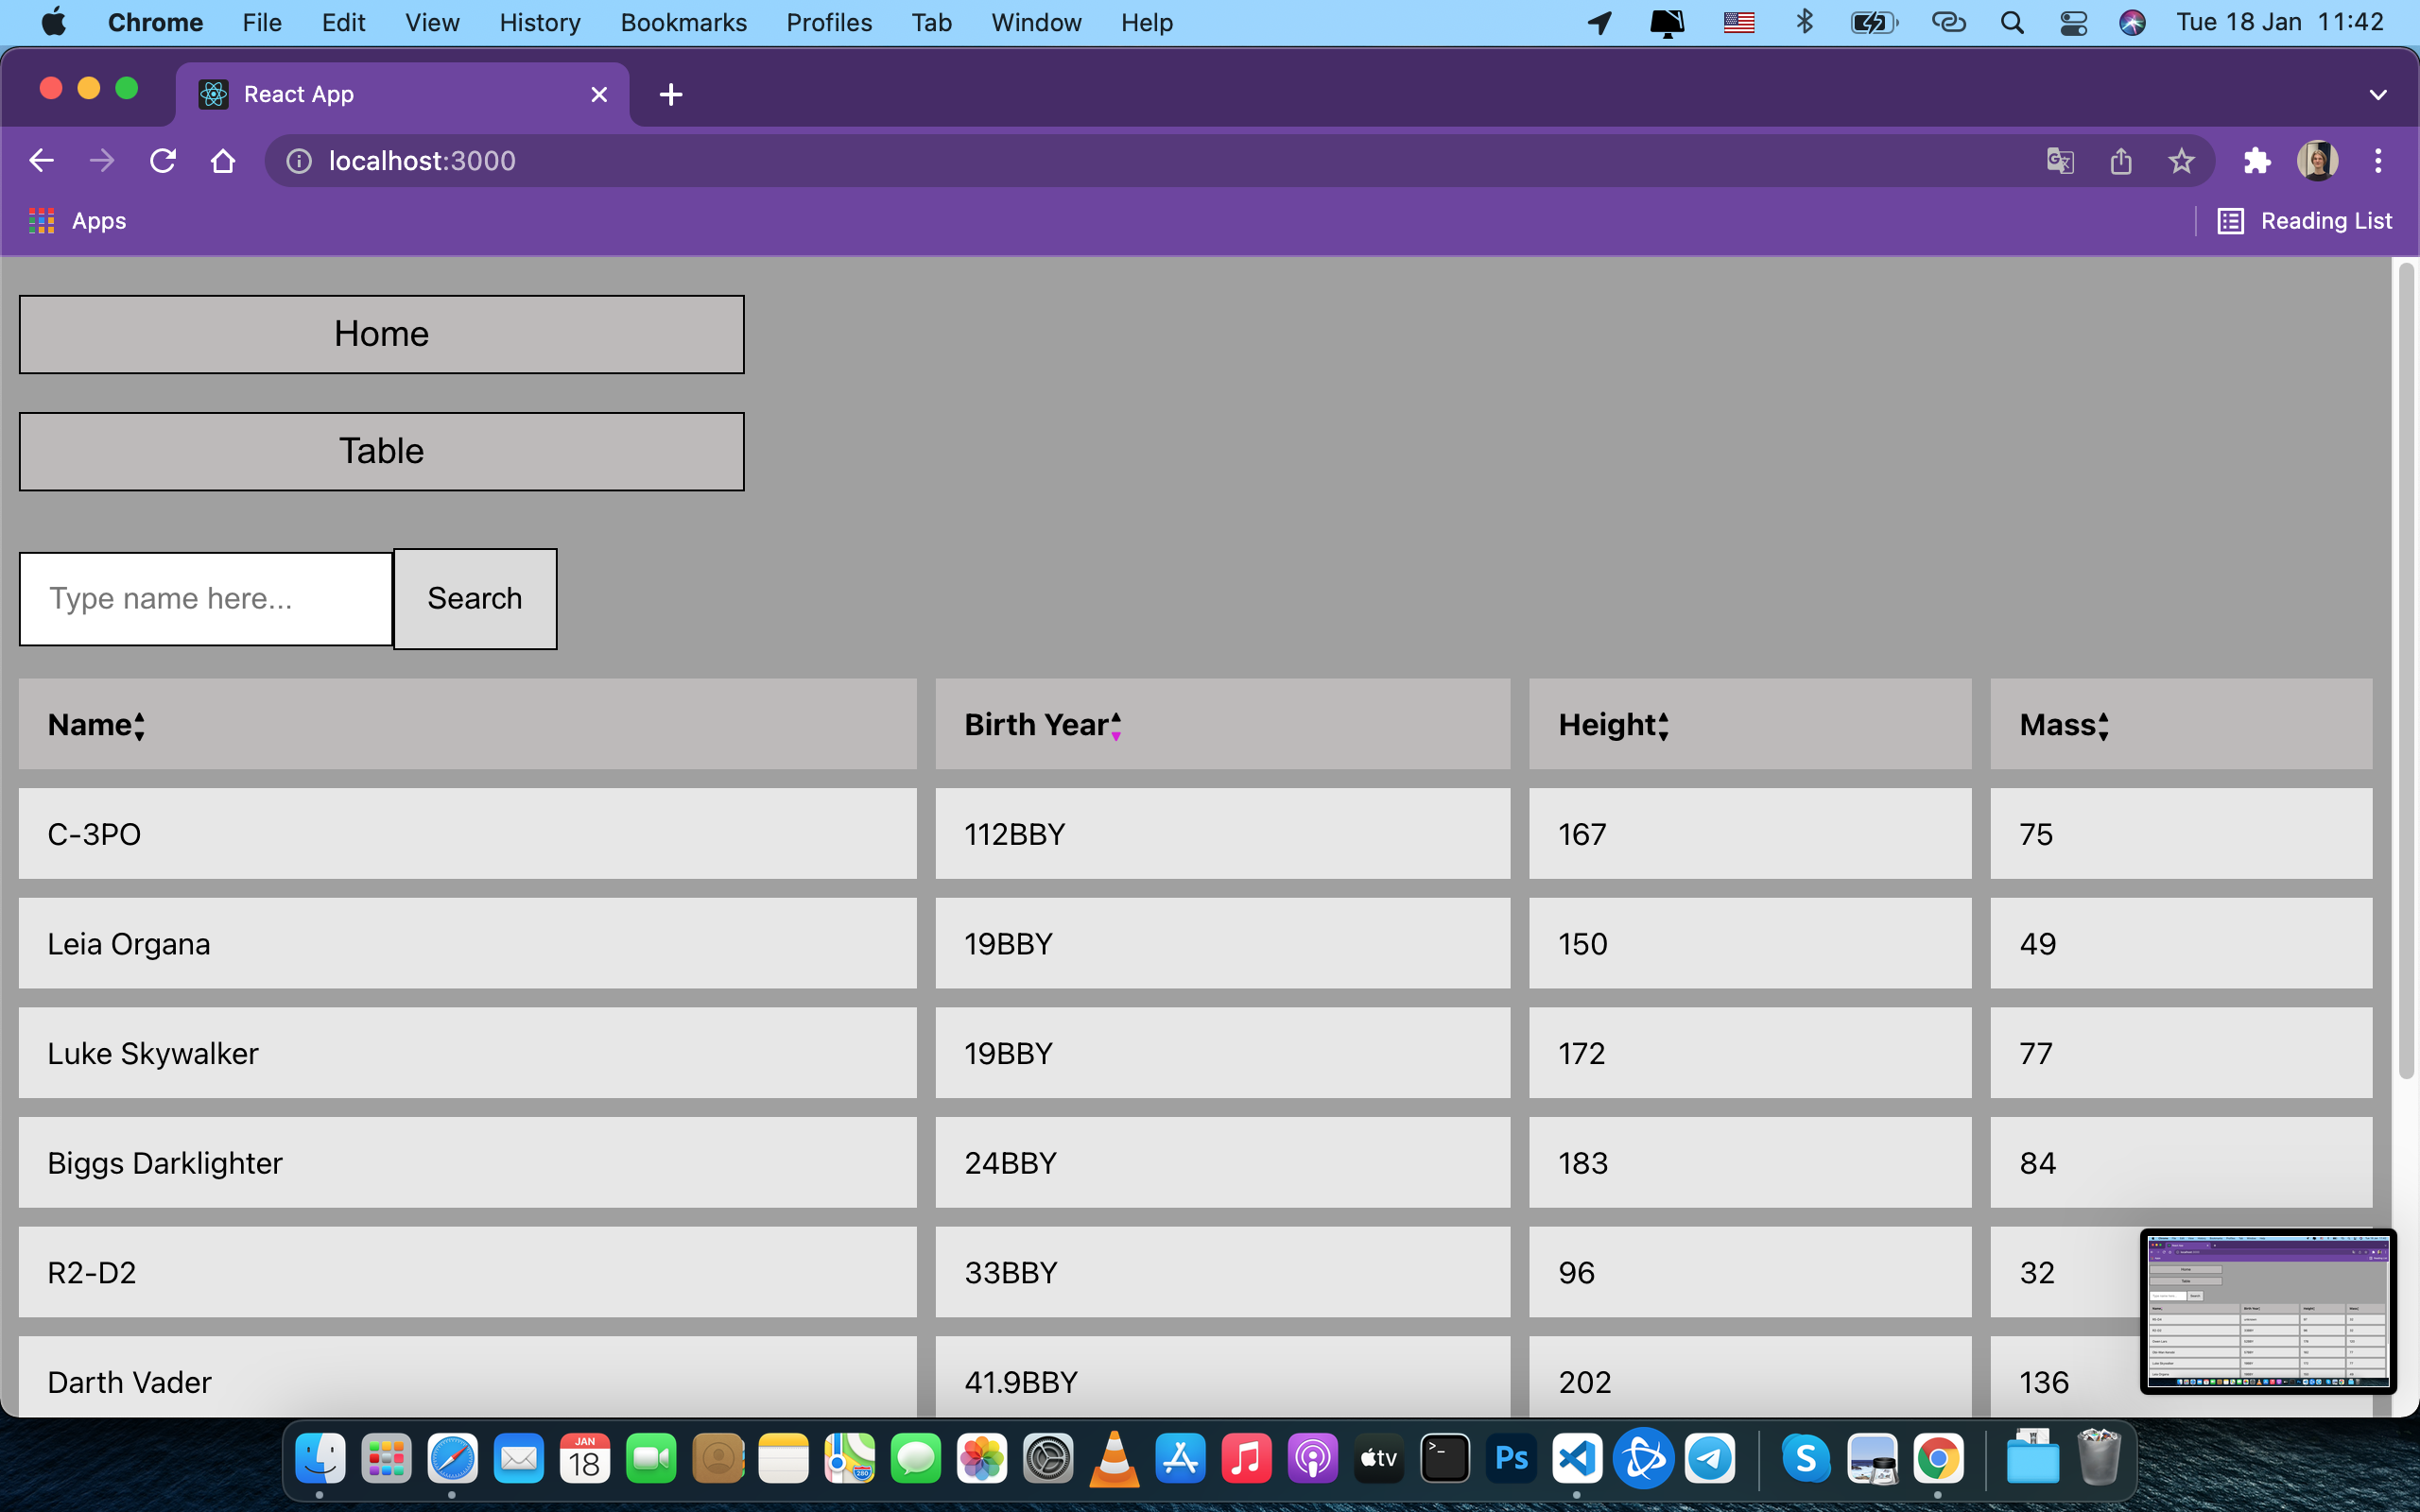 Chrome File Edit View History Bookmarks Profiles Tab Window Help Tue 18 Jan 11:42
React App
localhost:3000
Apps Reading List
Home
Table
Type name here... Search
Name Birth Year Height Mass
C-3PO 112BBY 167 75
Leia Organa 19BBY 150 49
Luke Skywalker 19BBY 172 77
Biggs Darklighter 24BBY 183 84
R2-D2 33BBY 96 32
Darth Vader 41.9BBY 202 136
JAN
18
280
tv
>_
Ps
S
W